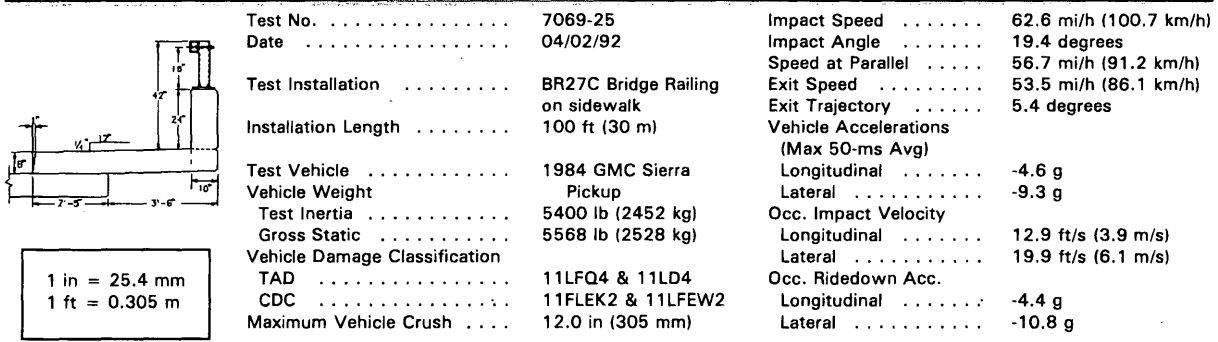 Test No. . . . . . . . . . . . . . . . . 7069-25
Date . . . . . . . . . . . . . . . . . . 04/02/92
Test Installation . . . . . . . . . BR27C Bridge Railing
on sidewalk
Installation Length . . . . . . . . . 100 ft (30 m)
Test Vehicle . . . . . . . . . . . . . 1984 GMC Sierra
Pickup
Vehicle Weight
Test Inertia . . . . . . . . . . . . 5400 lb (2452 kg)
Gross Static . . . . . . . . . . . . 5568 lb (2528 kg)
Vehicle Damage Classification
TAD . . . . . . . . . . . . . . . . 11LFQ4 & 11LD4
CDC . . . . . . . . . . . . . . . . 11FLEK2 & 11LFEW2
Maximum Vehicle Crush . . . . 12.0 in (305 mm)
Impact Speed . . . . . . . 62.6 mi/h (100.7 km/h)
Impact Angle . . . . . . . 19.4 degrees
Speed at Parallel . . . . . 56.7 mi/h (91.2 km/h)
Exit Speed . . . . . . . . . 53.5 mi/h (86.1 km/h)
Exit Trajectory . . . . . . 5.4 degrees
Vehicle Accelerations
(Max 50-ms Avg)
Longitudinal . . . . . . . -4.6 g
Lateral . . . . . . . . . . . -9.3 g
Occ. Impact Velocity
Longitudinal . . . . . . . 12.9 ft/s (3.9 m/s)
Lateral . . . . . . . . . . . 19.9 ft/s (6.1 m/s)
Occ. Ridedown Acc.
Longitudinal . . . . . . . -4.4 g
Lateral . . . . . . . . . . . -10.8 g
18"
42"
24"
12"
1/4"
8"
10"
2'-5"
3'-6"
1 in = 25.4 mm
1 ft = 0.305 m